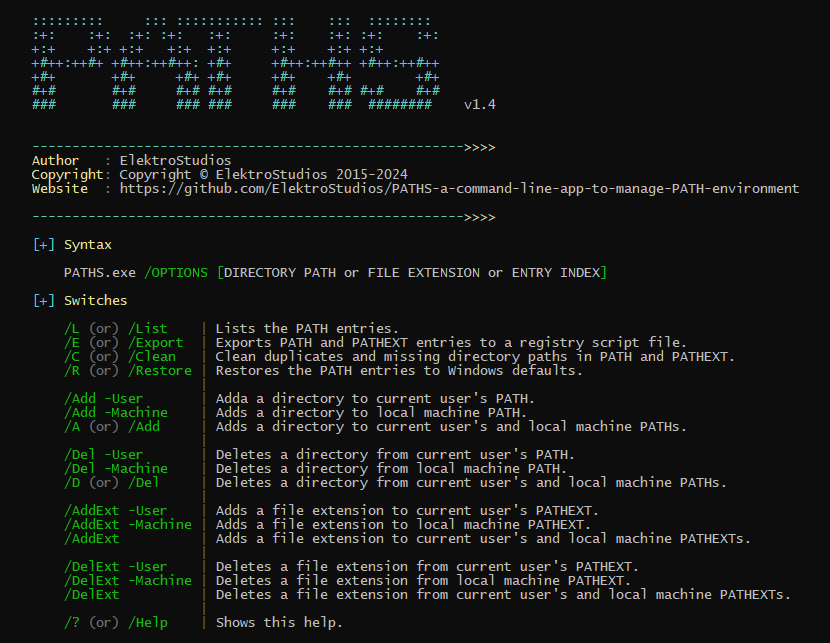 PATHS v1.4
------------------------------------------------------>>>>
Author   : ElektroStudios
Copyright: Copyright © ElektroStudios 2015-2024
Website  : https://github.com/ElektroStudios/PATHS-a-command-line-app-to-manage-PATH-environment
------------------------------------------------------>>>>
[+] Syntax
PATHS.exe /OPTIONS [DIRECTORY PATH or FILE EXTENSION or ENTRY INDEX]
[+] Switches
/L (or) /List    | Lists the PATH entries.
/E (or) /Export  | Exports PATH and PATHEXT entries to a registry script file.
/C (or) /Clean   | Clean duplicates and missing directory paths in PATH and PATHEXT.
/R (or) /Restore | Restores the PATH entries to Windows defaults.
|
/Add -User       | Adda a directory to current user's PATH.
/Add -Machine    | Adds a directory to local machine PATH.
/A (or) /Add     | Adds a directory to current user's and local machine PATHs.
|
/Del -User       | Deletes a directory from current user's PATH.
/Del -Machine    | Deletes a directory from local machine PATH.
/D (or) /Del     | Deletes a directory from current user's and local machine PATHs.
|
/AddExt -User    | Adds a file extension to current user's PATHEXT.
/AddExt -Machine | Adds a file extension to local machine PATHEXT.
/AddExt          | Adds a file extension to current user's and local machine PATHEXTs.
|
/DelExt -User    | Deletes a file extension from current user's PATHEXT.
/DelExt -Machine | Deletes a file extension from local machine PATHEXT.
/DelExt          | Deletes a file extension from current user's and local machine PATHEXTs.
|
/? (or) /Help    | Shows this help.